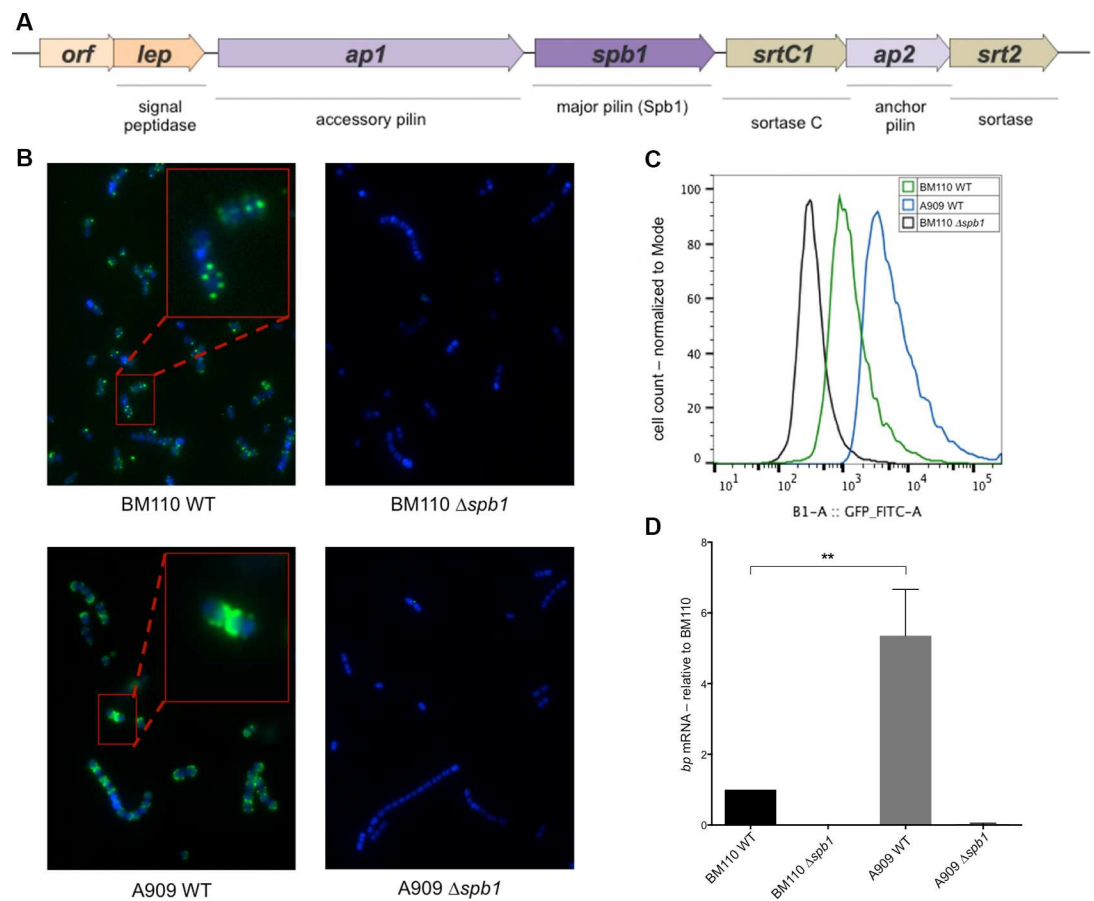 A
orf lep ap1 spb1 srtC1 ap2 srt2
signal
peptidase
accessory pilin
major pilin (Spb1)
sortase C
anchor
pilin
sortase
B
BM110 WT
BM110 Δspb1
A909 WT
A909 Δspb1
C
cell count – normalized to Mode
100
80
60
40
20
0
10¹ 10² 10³ 10⁴ 10⁵
B1-A :: GFP_FITC-A
BM110 WT
A909 WT
BM110 Δspb1
D
bp mRNA – relative to BM110
8
6
4
2
0
**
BM110 WT
BM110 Δspb1
A909 WT
A909 Δspb1